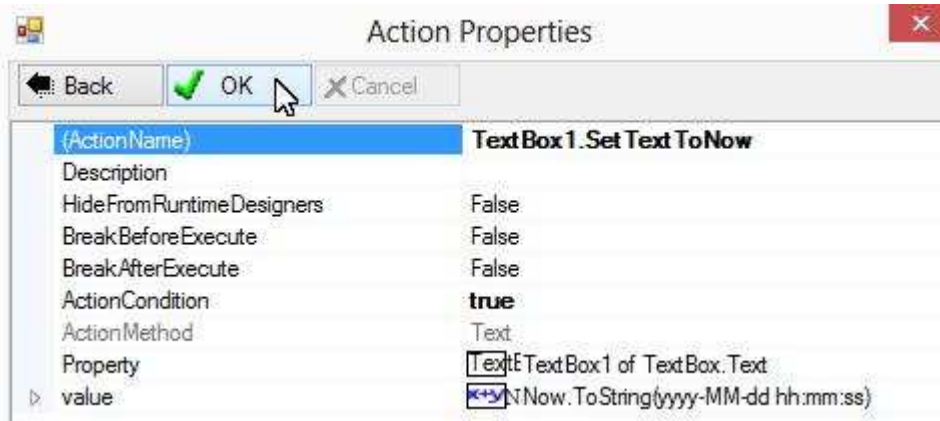 Action Properties
Back OK Cancel
(ActionName) TextBox1.SetTextToNow
Description
HideFromRuntimeDesigners False
BreakBeforeExecute False
BreakAfterExecute False
ActionCondition true
ActionMethod Text
Property TextE TextBox1 of TextBox.Text
value x+y N Now.ToString(yyyy-MM-dd hh:mm:ss)